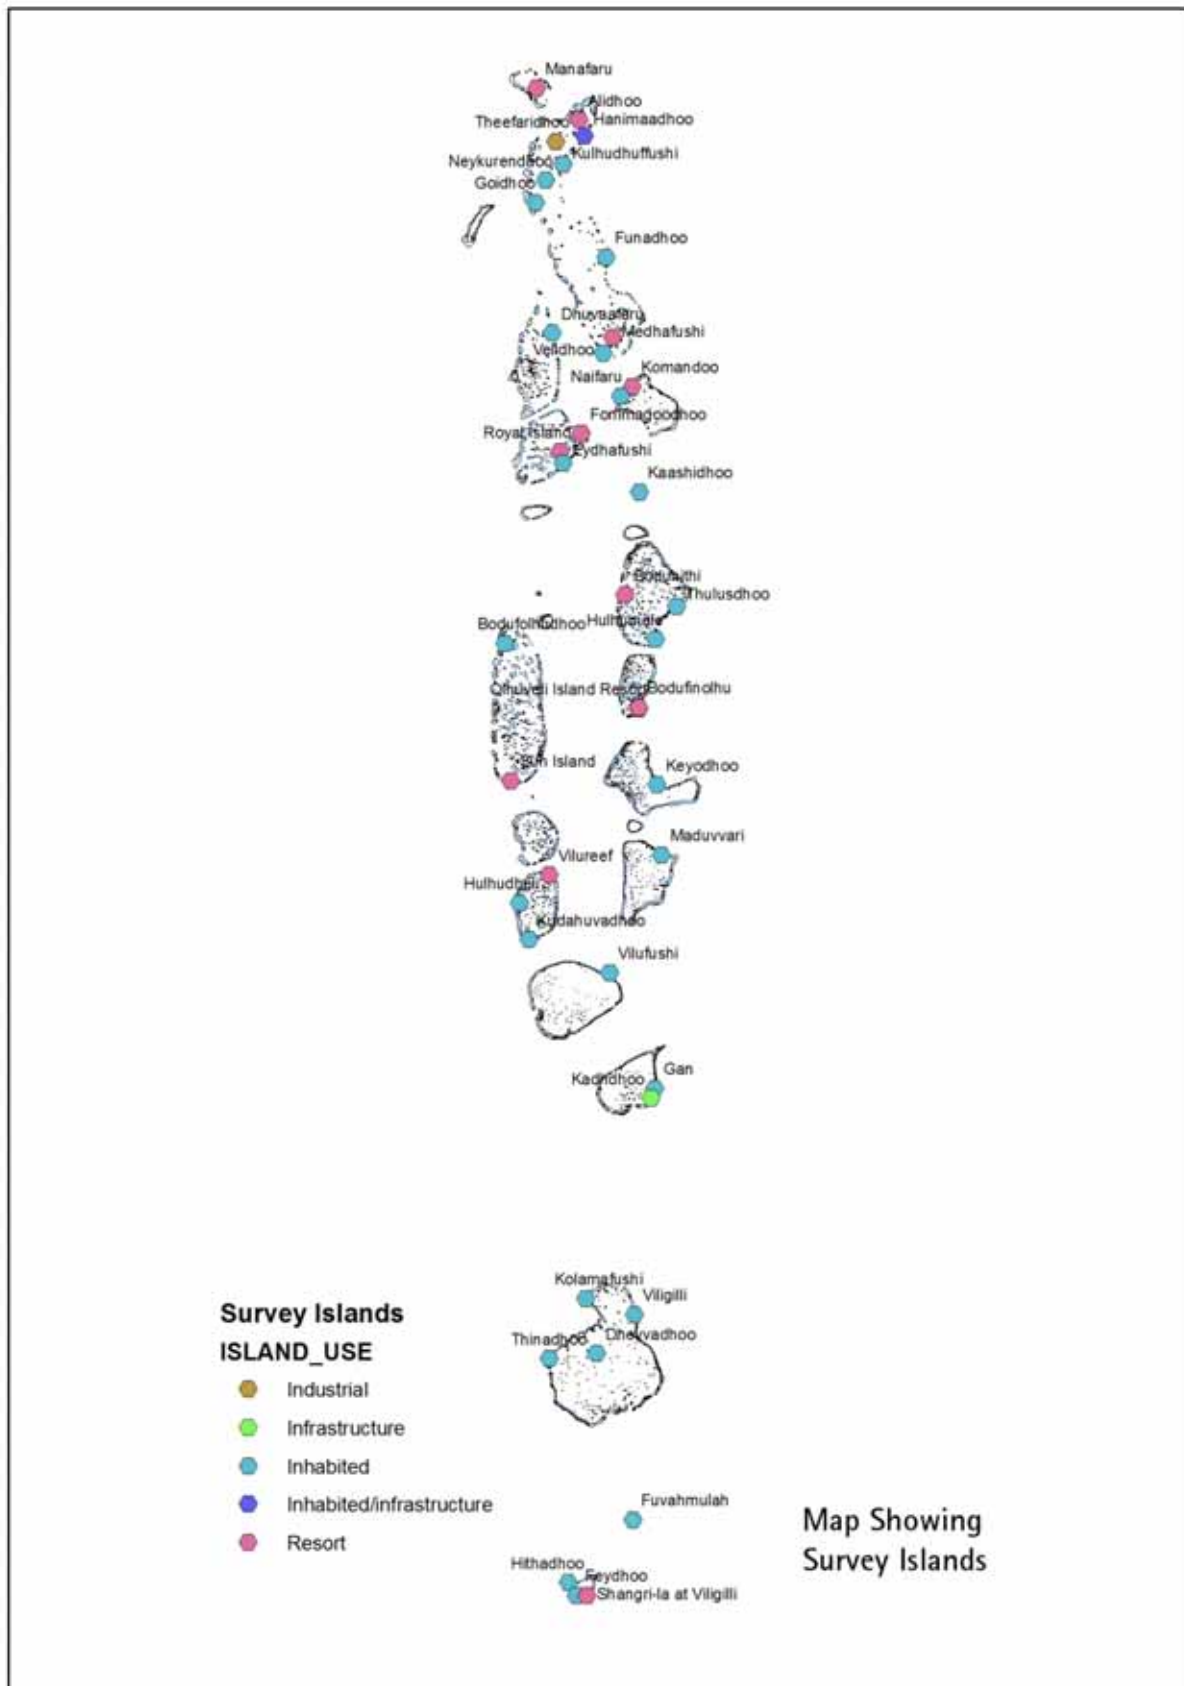 Manafaru
Alidhoo
Theefaridhoo
Hanimaadhoo
Kulhudhuffushi
Neykurendhoo
Goidhoo
Funadhoo
Dhuvaafaru
Medhafushi
Velidhoo
Komandoo
Naifaru
Fonimagoodhoo
Royal Island
Eydhafushi
Kaashidhoo
Thulusdhoo
Bodufolhudhoo
Hulhumale
Olhuveli Island Resort
Bodufinolhu
Sun Island
Keyodhoo
Maduvvari
Vilureef
Kudahuvadhoo
Vilufushi
Gan
Kadhdhoo
Kolamafushi
Viligilli
Thinadhoo
Dhevvadhoo
Survey Islands
ISLAND_USE
Industrial
Infrastructure
Inhabited
Inhabited/infrastructure
Resort
Fuvahmulah
Map Showing
Survey Islands
Hithadhoo
Feydhoo
Shangri-la at Viligilli